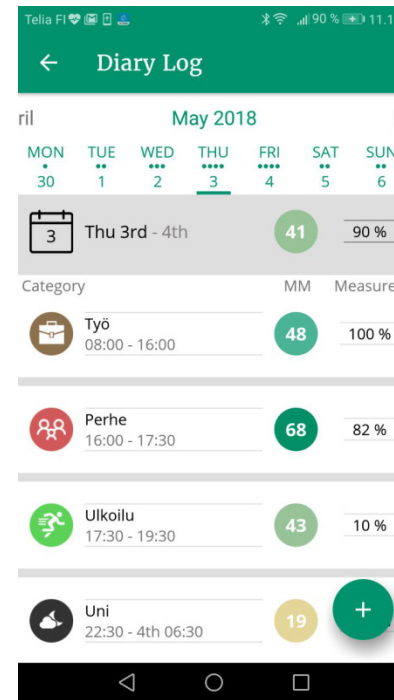 Telia FI 90 % 11.1
Diary Log
ril May 2018
MON TUE WED THU FRI SAT SUN
30 1 2 3 4 5 6
3 Thu 3rd - 4th 41 90 %
Category MM Measure
Työ
08:00 - 16:00
48 100 %
Perhe
16:00 - 17:30
68 82 %
Ulkoilu
17:30 - 19:30
43 10 %
Uni
22:30 - 4th 06:30
19
+